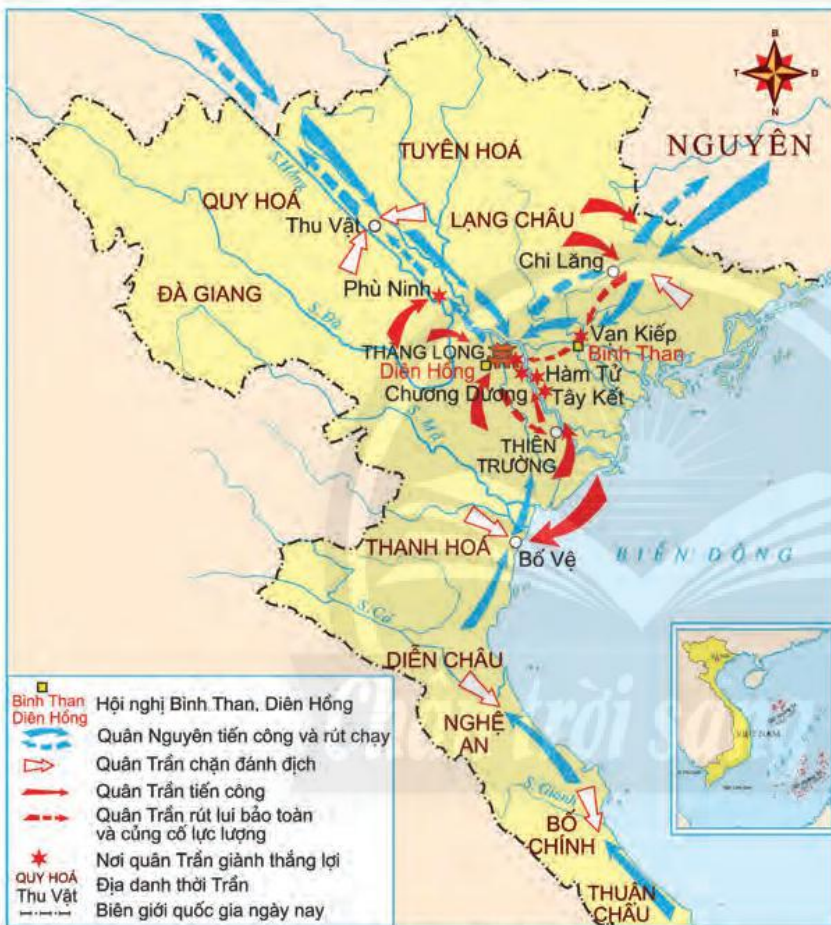 B
T
Đ
N
NGUYÊN
TUYÊN HOÁ
S.Hồng
QUY HOÁ
LẠNG CHÂU
Thu Vật
Chi Lăng
Phù Ninh
ĐÀ GIANG
S.Đà
Vạn Kiếp
THĂNG LONG
Bình Than
Diên Hồng
Hàm Tử
Chương Dương
Tây Kết
S.Mã
THIÊN
TRƯỜNG
THANH HOÁ
Bố Vệ
BIỂN ĐÔNG
S.Cả
DIỄN CHÂU
NGHỆ
AN
S.Gianh
BỐ
CHÍNH
THUẬN
CHÂU
Chân trời sá
VIỆT NAM
Bình Than
Diên Hồng
Hội nghị Bình Than, Diên Hồng
Quân Nguyên tiến công và rút chạy
Quân Trần chặn đánh địch
Quân Trần tiến công
Quân Trần rút lui bảo toàn
và củng cố lực lượng
Nơi quân Trần giành thắng lợi
QUY HOÁ
Thu Vật
Địa danh thời Trần
Biên giới quốc gia ngày nay